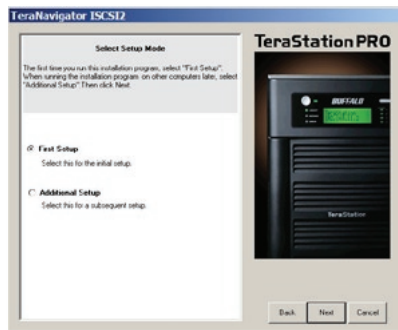 TeraNavigator ISCSI2
Select Setup Mode
The first time you run this installation program, select "First Setup".
When running the installation program on other computers later, select
"Additional Setup" Then click Next.
First Setup
Select this for the initial setup.
Additional Setup
Select this for a subsequent setup.
TeraStation PRO
BUFFALO
TeraStation
Back
Next
Cancel